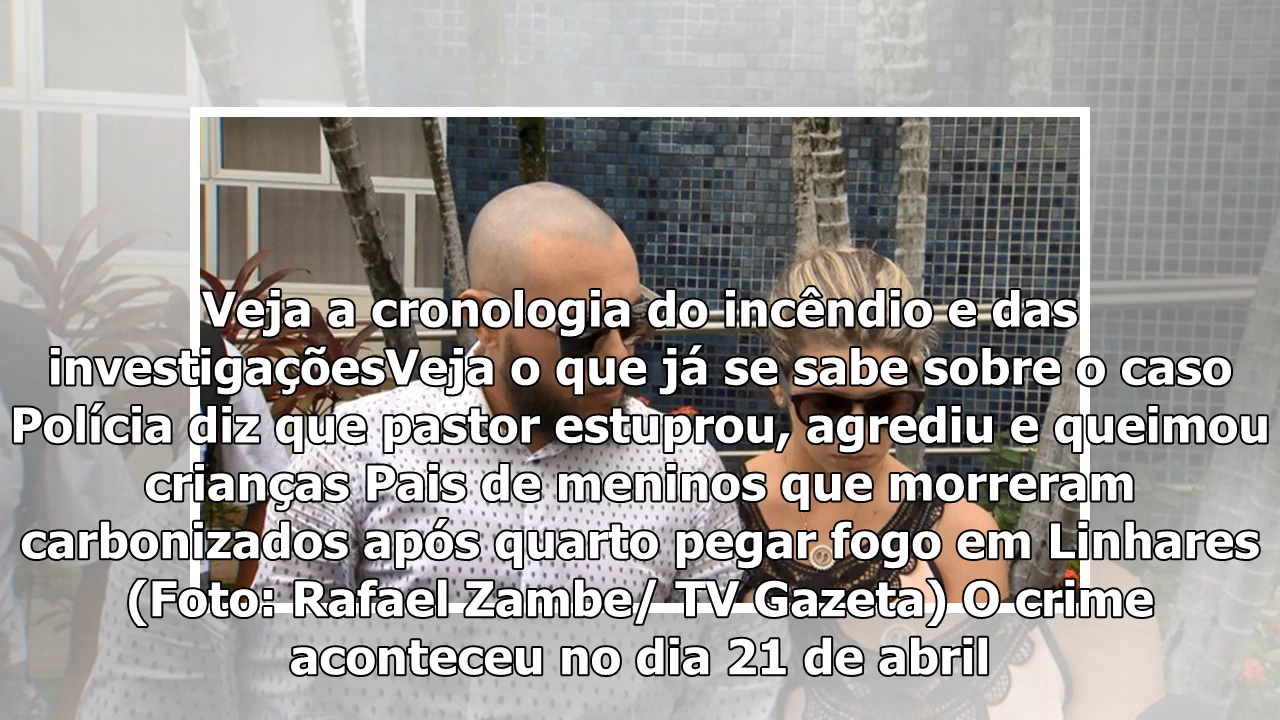 Veja a cronologia do incêndio e das
investigaçõesVeja o que já se sabe sobre o caso
Polícia diz que pastor estuprou, agrediu e queimou
crianças Pais de meninos que morreram
carbonizados após quarto pegar fogo em Linhares
(Foto: Rafael Zambe/ TV Gazeta) O crime
aconteceu no dia 21 de abril